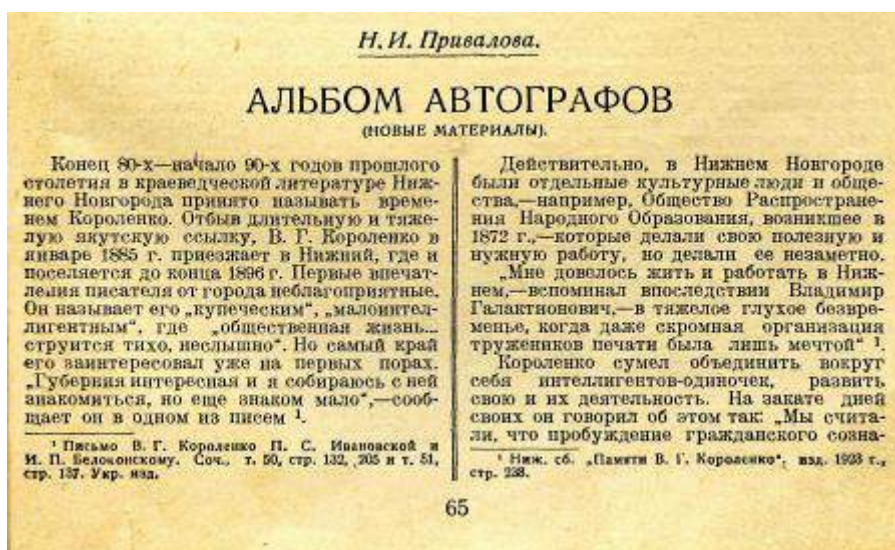 Н. И. Привалова.
АЛЬБОМ АВТОГРАФОВ
(НОВЫЕ МАТЕРИАЛЫ).
Конец 80-х—начало 90-х годов прошлого
столетия в краеведческой литературе Ниж-
него Новгорода принято называть време-
нем Короленко. Отбыв длительную и тяже-
лую якутскую ссылку, В. Г. Короленко в
январе 1885 г. приезжает в Нижний, где и
поселяется до конца 1896 г. Первые впечат-
ления писателя от города неблагоприятные.
Он называет его „купеческим“, „малоинтел-
лигентным“, где „общественная жизнь...
струится тихо, неслышно“. Но самый край
его заинтересовал уже на первых порах.
„Губерния интересная и я собираюсь с ней
знакомиться, но еще знаком мало“,—сооб-
щает он в одном из писем ¹.
¹ Письмо В. Г. Короленко П. С. Ивановской и
И. П. Белоконскому. Соч., т. 50, стр. 132, 205 и т. 51,
стр. 137. Укр. изд.
Действительно, в Нижнем Новгороде
были отдельные культурные люди и обще-
ства,—например, Общество Распростране-
ния Народного Образования, возникшее в
1872 г.,—которые делали свою полезную и
нужную работу, но делали ее незаметно.
„Мне довелось жить и работать в Ниж-
нем,—вспоминал впоследствии Владимир
Галактионович,—в тяжелое глухое безвре-
менье, когда даже скромная организация
тружеников печати была лишь мечтой“ ¹.
Короленко сумел объединить вокруг
себя интеллигентов-одиночек, развить
свою и их деятельность. На закате дней
своих он говорил об этом так: „Мы счита-
ли, что пробуждение гражданского созна-
¹ Ниж. сб. „Памяти В. Г. Короленко“, изд. 1923 г.,
стр. 238.
65